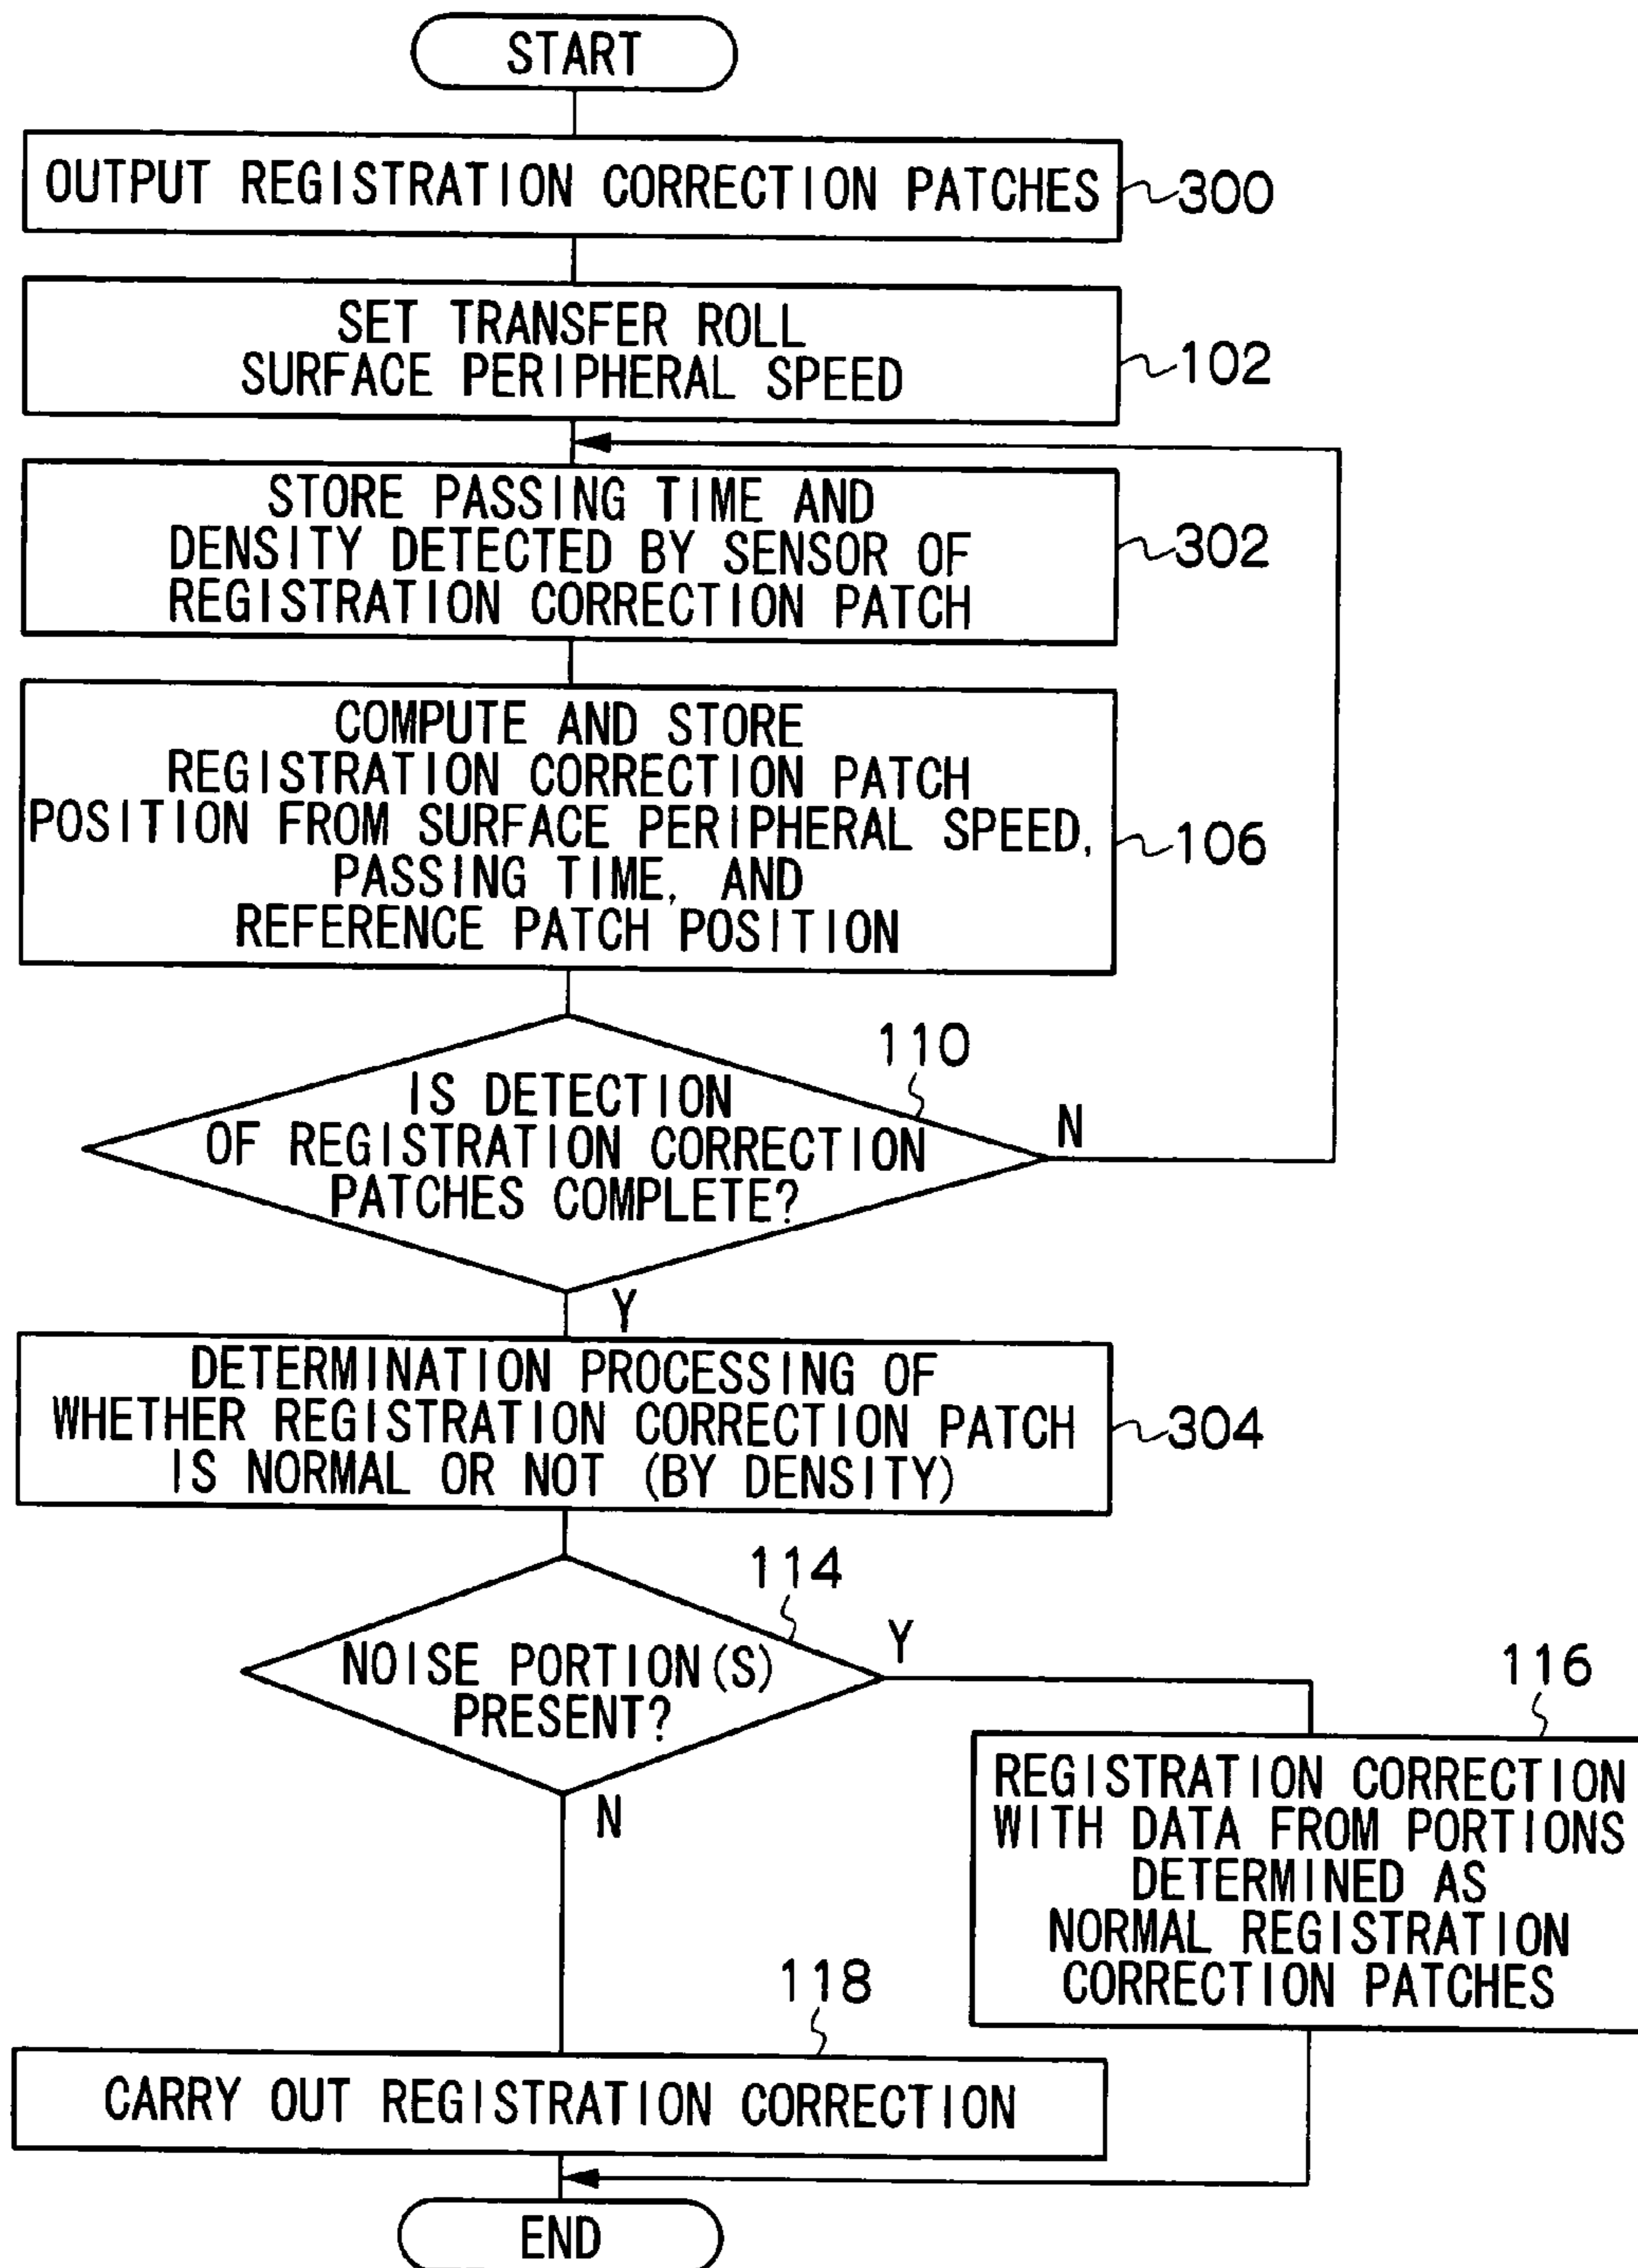 START
OUTPUT REGISTRATION CORRECTION PATCHES
300
SET TRANSFER ROLL
SURFACE PERIPHERAL SPEED
102
STORE PASSING TIME AND
DENSITY DETECTED BY SENSOR OF
REGISTRATION CORRECTION PATCH
302
COMPUTE AND STORE
REGISTRATION CORRECTION PATCH
POSITION FROM SURFACE PERIPHERAL SPEED,
PASSING TIME, AND
REFERENCE PATCH POSITION
106
110
IS DETECTION
OF REGISTRATION CORRECTION
PATCHES COMPLETE?
N
Y
DETERMINATION PROCESSING OF
WHETHER REGISTRATION CORRECTION PATCH
IS NORMAL OR NOT (BY DENSITY)
304
114
NOISE PORTION(S)
PRESENT?
Y
N
116
REGISTRATION CORRECTION
WITH DATA FROM PORTIONS
DETERMINED AS
NORMAL REGISTRATION
CORRECTION PATCHES
118
CARRY OUT REGISTRATION CORRECTION
END